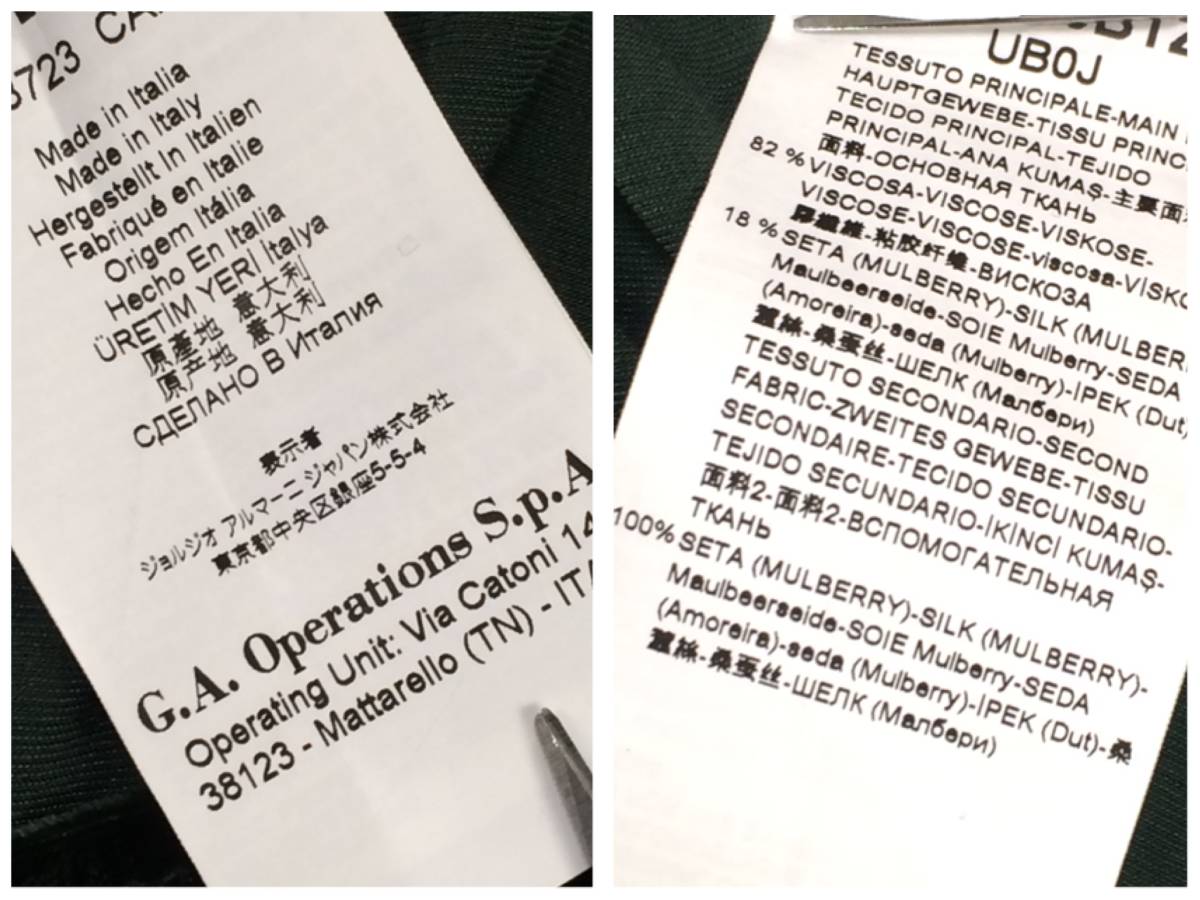 3723 CA
Made in Italia
Made in Italy
Hergestellt In Italien
Fabriqué en Italie
Origem Itália
Hecho En Italia
ÜRETİM YERİ İtalya
原產地 意大利
原产地 意大利
СДЕЛАНО В Италия
表示者
ジョルジオ アルマーニ ジャパン株式会社
東京都中央区銀座5-5-4
G.A. Operations S.p.A
Operating Unit: Via Catoni 14
38123 - Mattarello (TN) - ITA
UB0J
TESSUTO PRINCIPALE-MAIN
HAUPTGEWEBE-TISSU PRINC
TECIDO PRINCIPAL-TEJIDO
PRINCIPAL-ANA KUMAŞ-主要面料
面料-ОСНОВНАЯ ТКАНЬ
82 % VISCOSA-VISCOSE-VISKOSE-
VISCOSE-VISCOSE-viscosa-VİSKO
膠纖維-粘胶纤维-ВИСКОЗА
18 % SETA (MULBERRY)-SILK (MULBER
Maulbeerseide-SOIE Mulberry-SEDA
(Amoreira)-seda (Mulberry)-İPEK (Dut)
蠶絲-桑蚕丝-ШЕЛК (Малбери)
TESSUTO SECONDARIO-SECOND
FABRIC-ZWEITES GEWEBE-TISSU
SECONDAIRE-TECIDO SECUNDARIO-
TEJIDO SECUNDARIO-İKİNCİ KUMAŞ-
面料2-面料2-ВСПОМОГАТЕЛЬНАЯ
ТКАНЬ
100% SETA (MULBERRY)-SILK (MULBERRY)-
Maulbeerseide-SOIE Mulberry-SEDA
(Amoreira)-seda (Mulberry)-İPEK (Dut)-桑
蠶絲-桑蚕丝-ШЕЛК (Малбери)